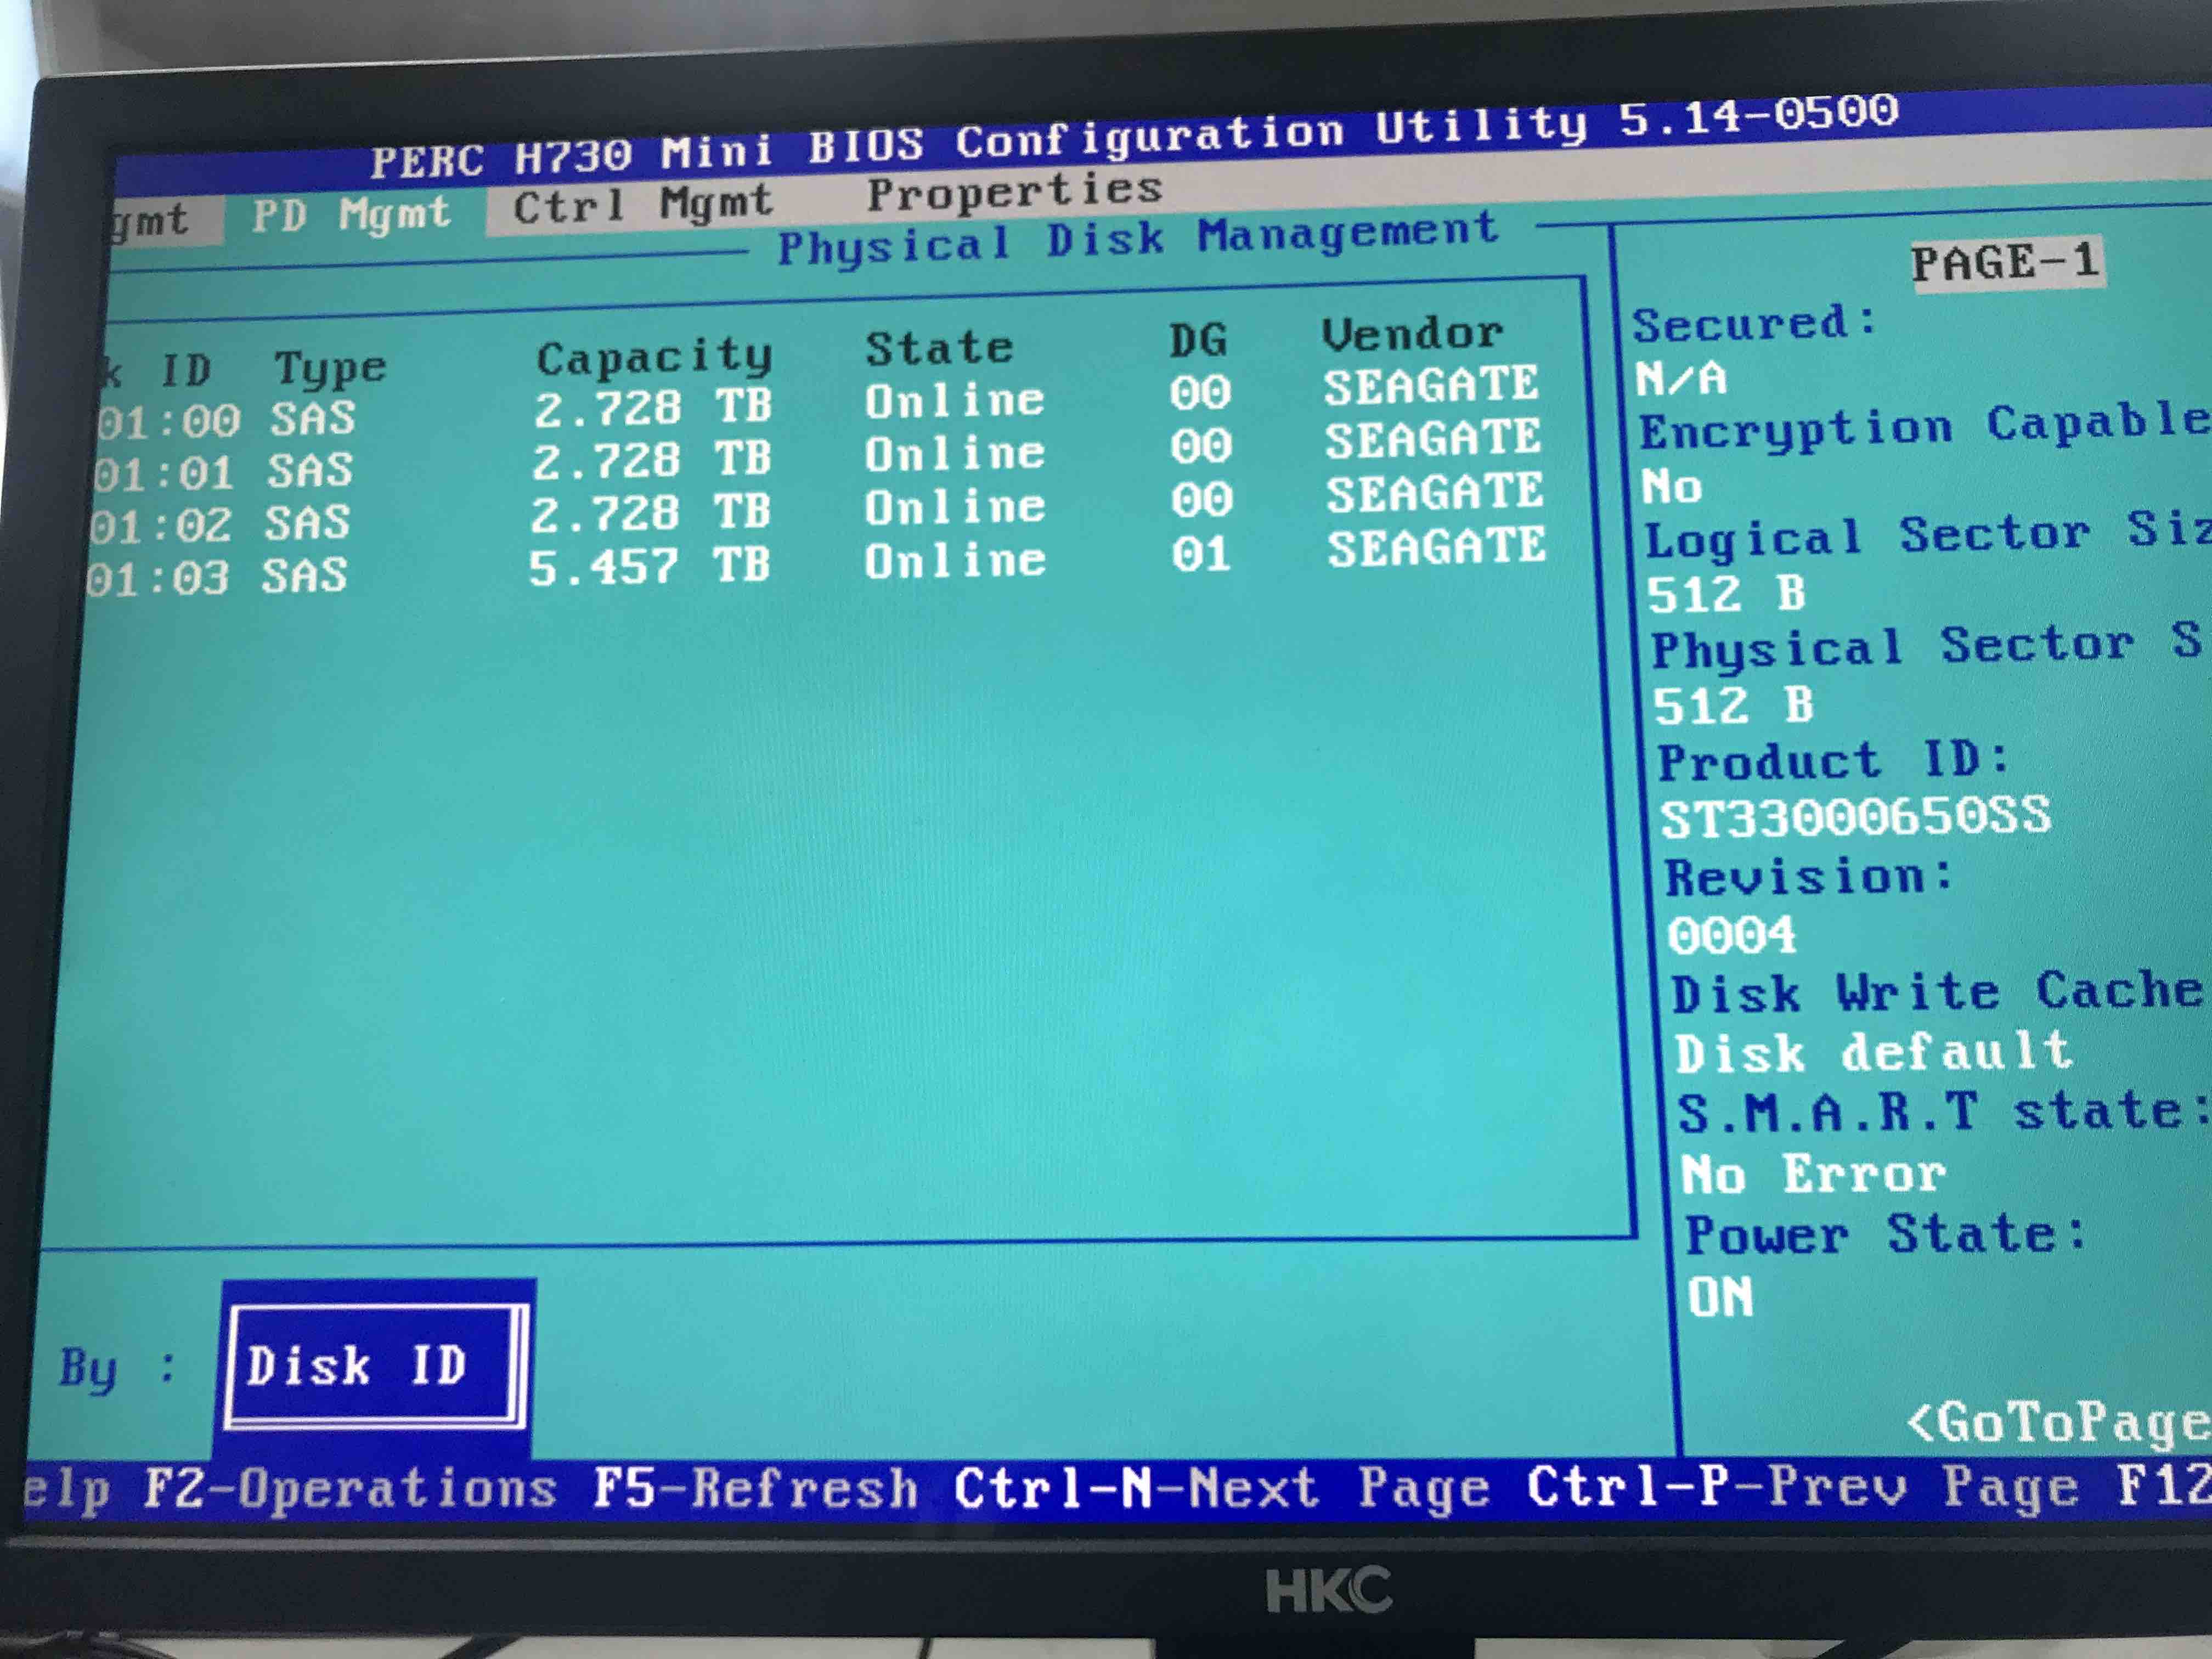 PERC H730 Mini BIOS Configuration Utility 5.14-0500
gmt PD Mgmt Ctrl Mgmt Properties
Physical Disk Management
k ID Type Capacity State DG Vendor
01:00 SAS 2.728 TB Online 00 SEAGATE
01:01 SAS 2.728 TB Online 00 SEAGATE
01:02 SAS 2.728 TB Online 00 SEAGATE
01:03 SAS 5.457 TB Online 01 SEAGATE
PAGE-1
Secured:
N/A
Encryption Capable
No
Logical Sector Siz
512 B
Physical Sector S
512 B
Product ID:
ST33000650SS
Revision:
0004
Disk Write Cache
Disk default
S.M.A.R.T state:
No Error
Power State:
ON
By : Disk ID
<GoToPage
elp F2-Operations F5-Refresh Ctrl-N-Next Page Ctrl-P-Prev Page F12
HKC